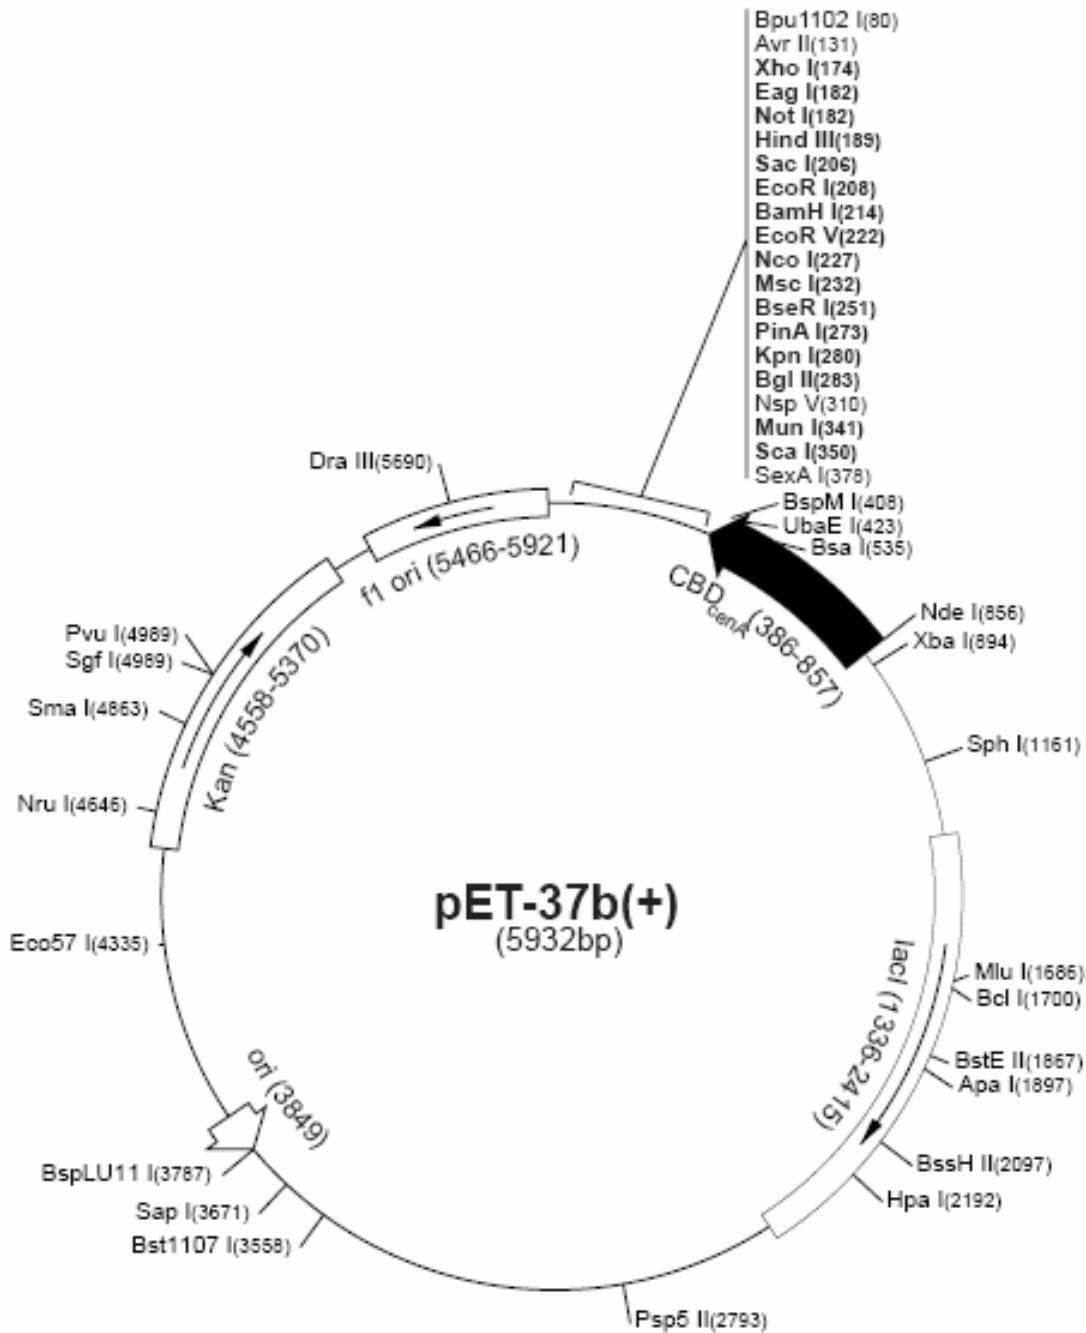 Bpu1102 I(80)
Avr II(131)
Xho I(174)
Eag I(182)
Not I(182)
Hind III(189)
Sac I(206)
EcoR I(208)
BamH I(214)
EcoR V(222)
Nco I(227)
Msc I(232)
BseR I(251)
PinA I(273)
Kpn I(280)
Bgl II(283)
Nsp V(310)
Mun I(341)
Sca I(350)
SexA I(378)
BspM I(408)
UbaE I(423)
Bsa I(535)
Dra III(5690)
f1 ori (5466-5921)
CBDcenA (386-857)
Nde I(856)
Xba I(894)
Pvu I(4989)
Sgf I(4989)
Sma I(4863)
Kan (4558-5370)
Sph I(1161)
Nru I(4646)
pET-37b(+)
(5932bp)
Eco57 I(4335)
lacI (1336-2415)
Mlu I(1686)
Bcl I(1700)
BstE II(1867)
Apa I(1897)
ori (3849)
BspLU11 I(3787)
BssH II(2097)
Hpa I(2192)
Sap I(3671)
Bst1107 I(3558)
Psp5 II(2793)